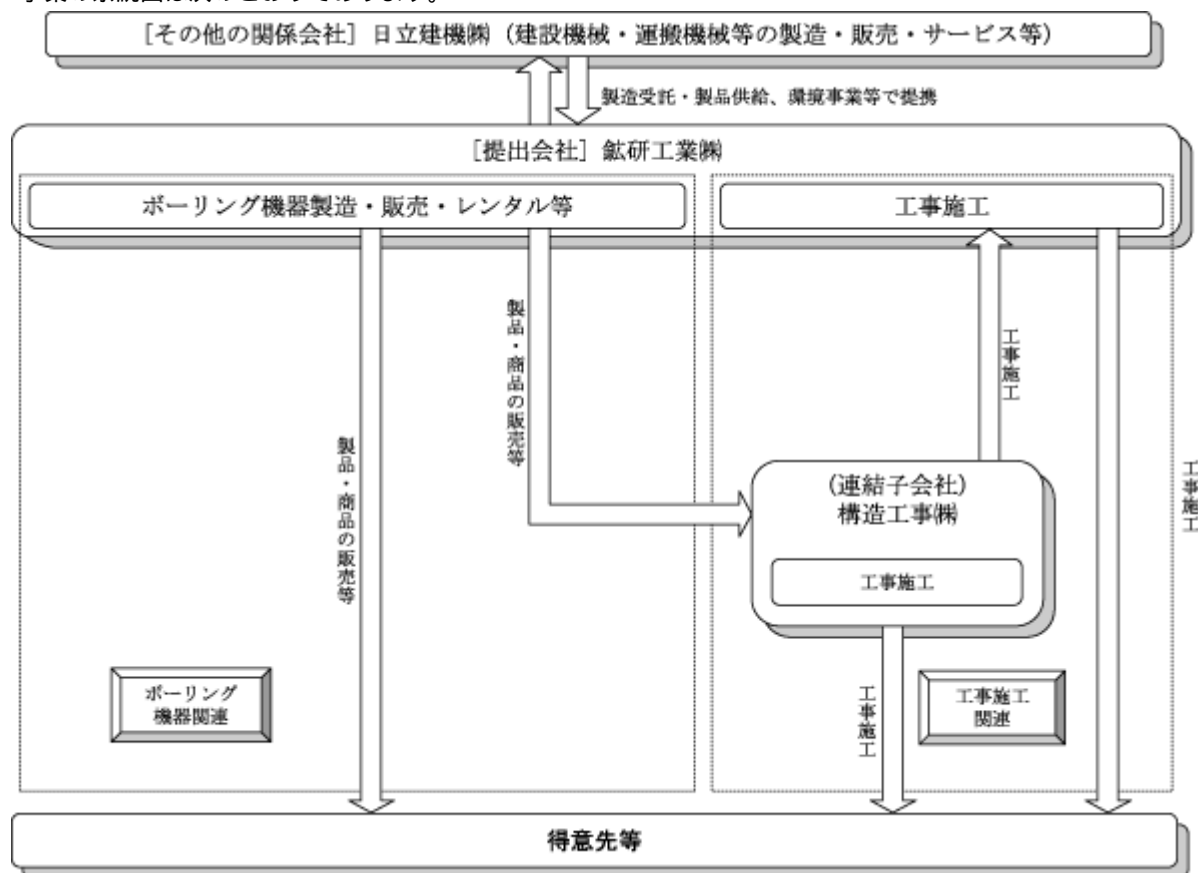 事業の系統図は次のとおりであります。
[その他の関係会社] 日立建機㈱（建設機械・運搬機械等の製造・販売・サービス等）
製造受託・製品供給、環境事業等で提携
[提出会社] 鉱研工業㈱
ボーリング機器製造・販売・レンタル等
工事施工
製品・商品の販売等
製品・商品の販売等
工事施工
工事施工
（連結子会社）
構造工事㈱
工事施工
工事施工
ボーリング
機器関連
工事施工
関連
得意先等